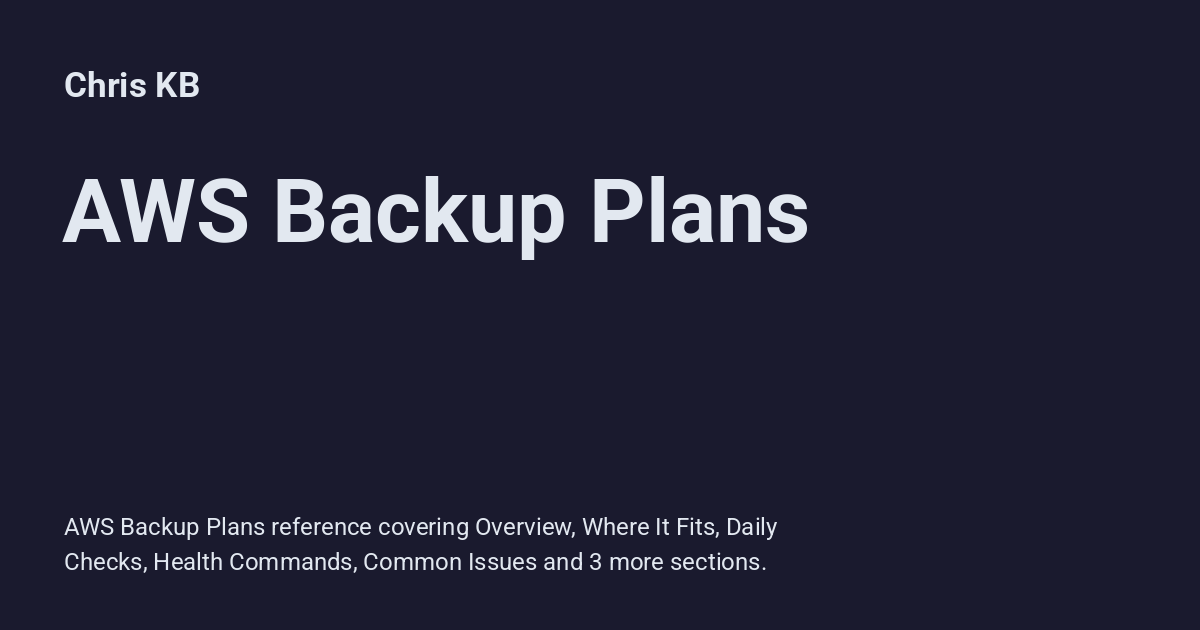 Chris KB
AWS Backup Plans
AWS Backup Plans reference covering Overview, Where It Fits, Daily
Checks, Health Commands, Common Issues and 3 more sections.